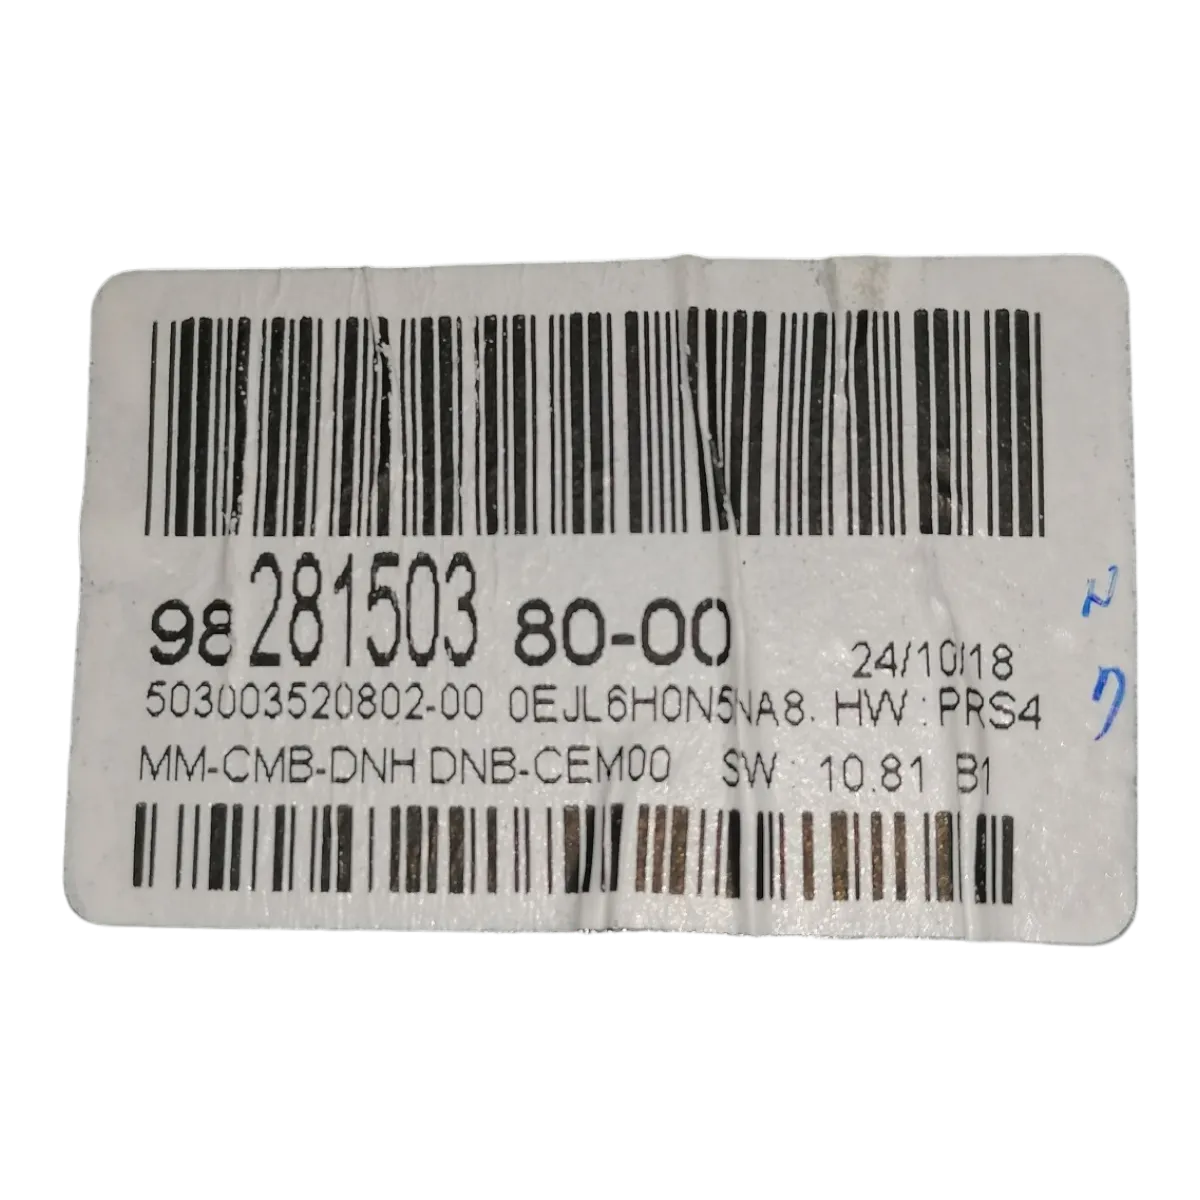 98 281503 80-00
24/10/18
503003520802-00 0EJL6H0N5NA8. HW : PRS4
MM-CMB-DNH DNB-CEM00 SW : 10.81 B1